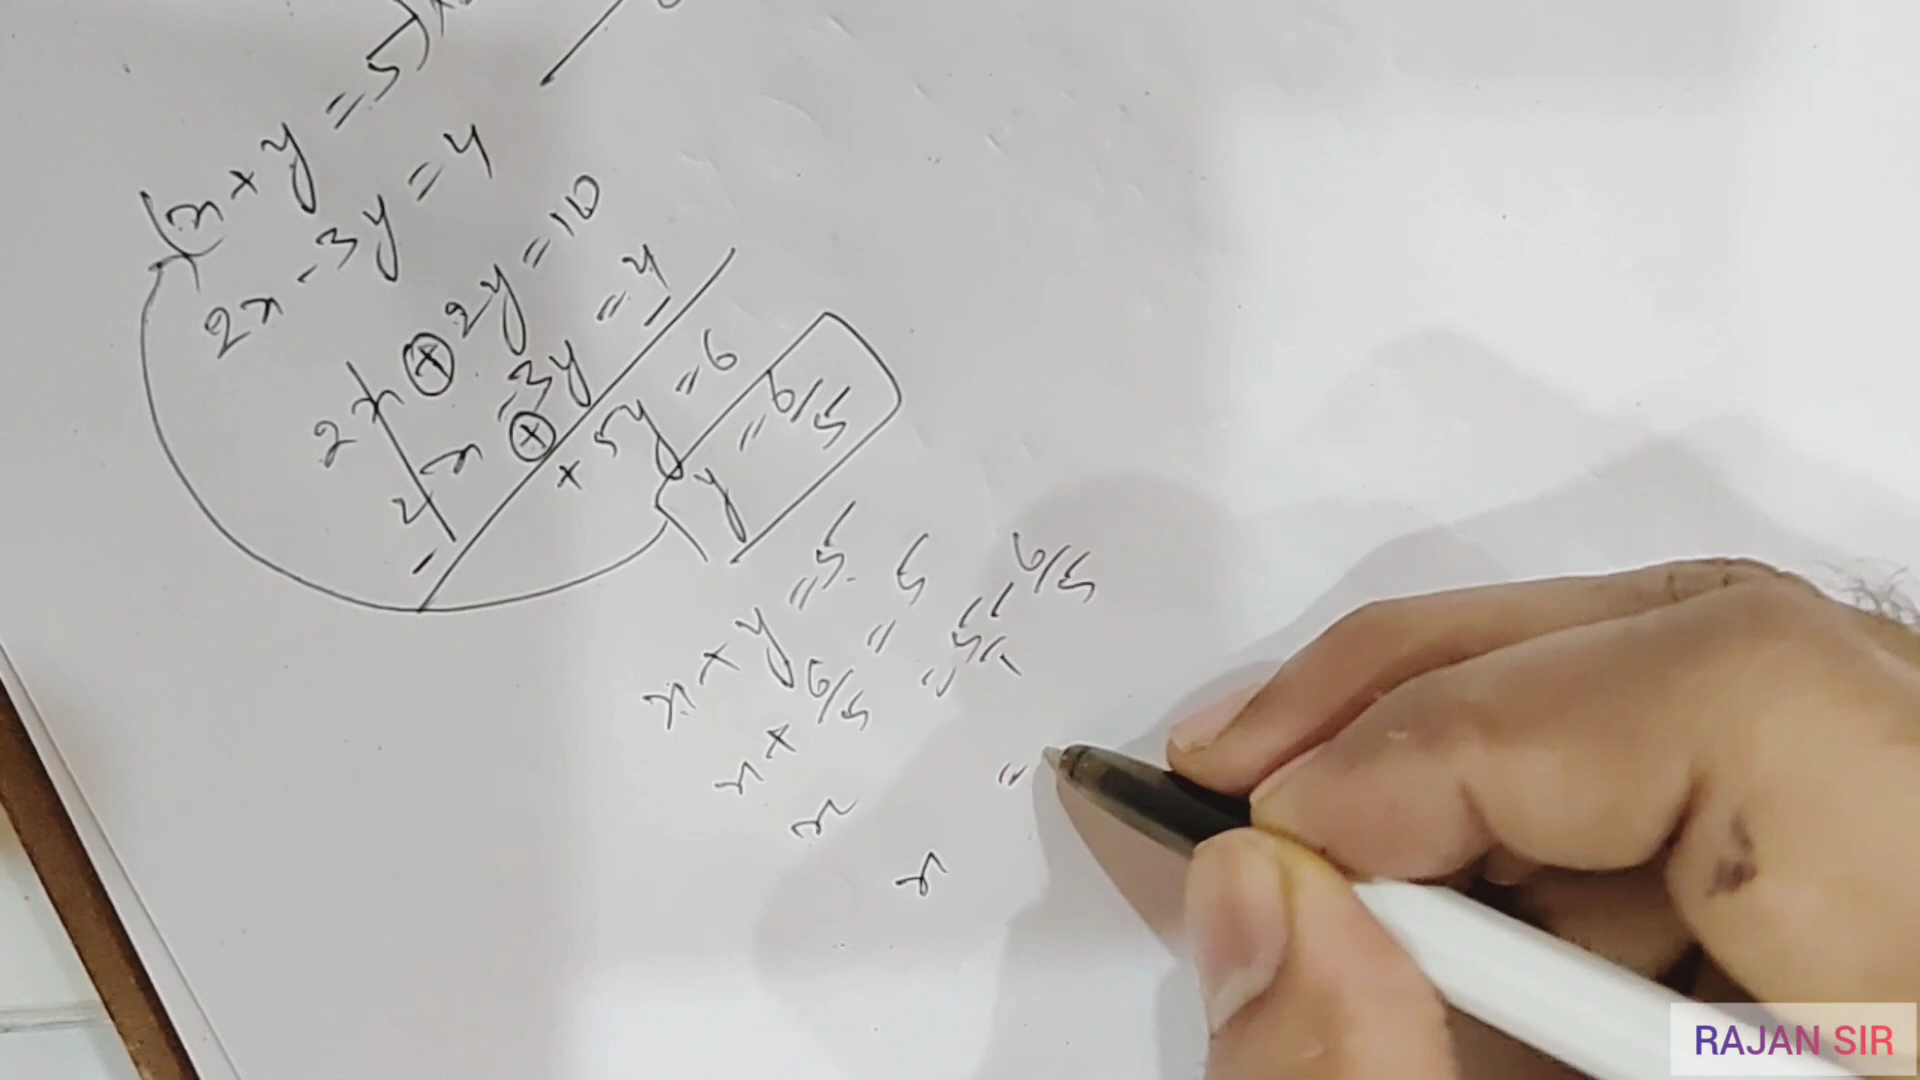 (x + y = 5) x
2x - 3y = 4
2x + 2y = 10
2x - 3y = 4
- + -
+ 5y = 6
y = 6/5
x + y = 5
x + 6/5 = 5
x = 5/1 - 6/5
x =
RAJAN SIR